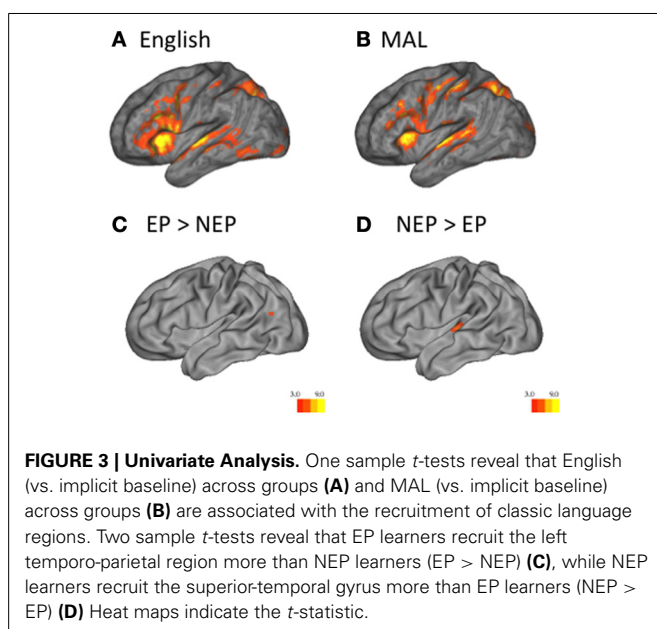 A English
B MAL
C EP > NEP
D NEP > EP
3.0 9.0
3.0 9.0
FIGURE 3 | Univariate Analysis. One sample t-tests reveal that English
(vs. implicit baseline) across groups (A) and MAL (vs. implicit baseline)
across groups (B) are associated with the recruitment of classic language
regions. Two sample t-tests reveal that EP learners recruit the left
temporo-parietal region more than NEP learners (EP > NEP) (C), while NEP
learners recruit the superior-temporal gyrus more than EP learners (NEP >
EP) (D) Heat maps indicate the t-statistic.